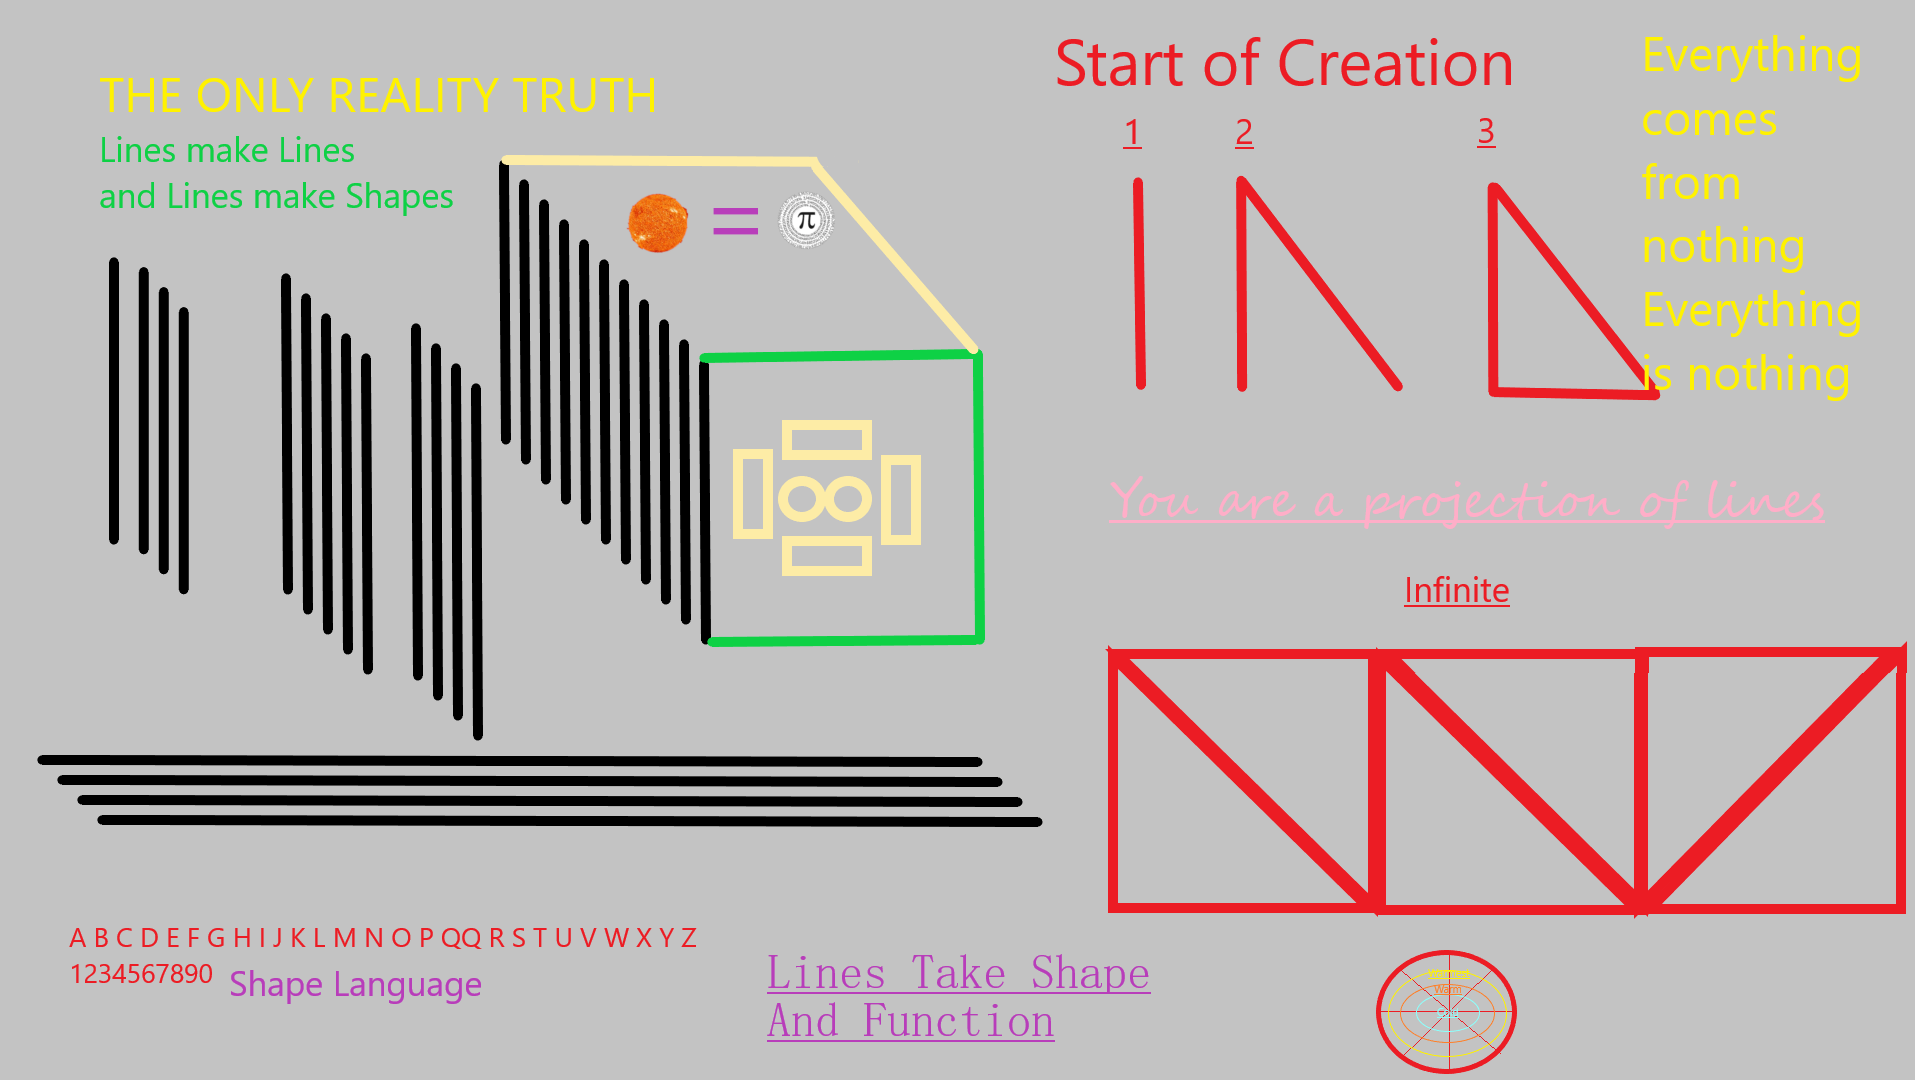 THE ONLY REALITY TRUTH
Lines make Lines
and Lines make Shapes
= π
Start of Creation
1 2 3
Everything
comes
from
nothing
Everything
is nothing
You are a projection of lines
Infinite
A B C D E F G H I J K L M N O P QQ R S T U V W X Y Z
1234567890
Shape Language
Lines Take Shape
And Function
Warm
Cold